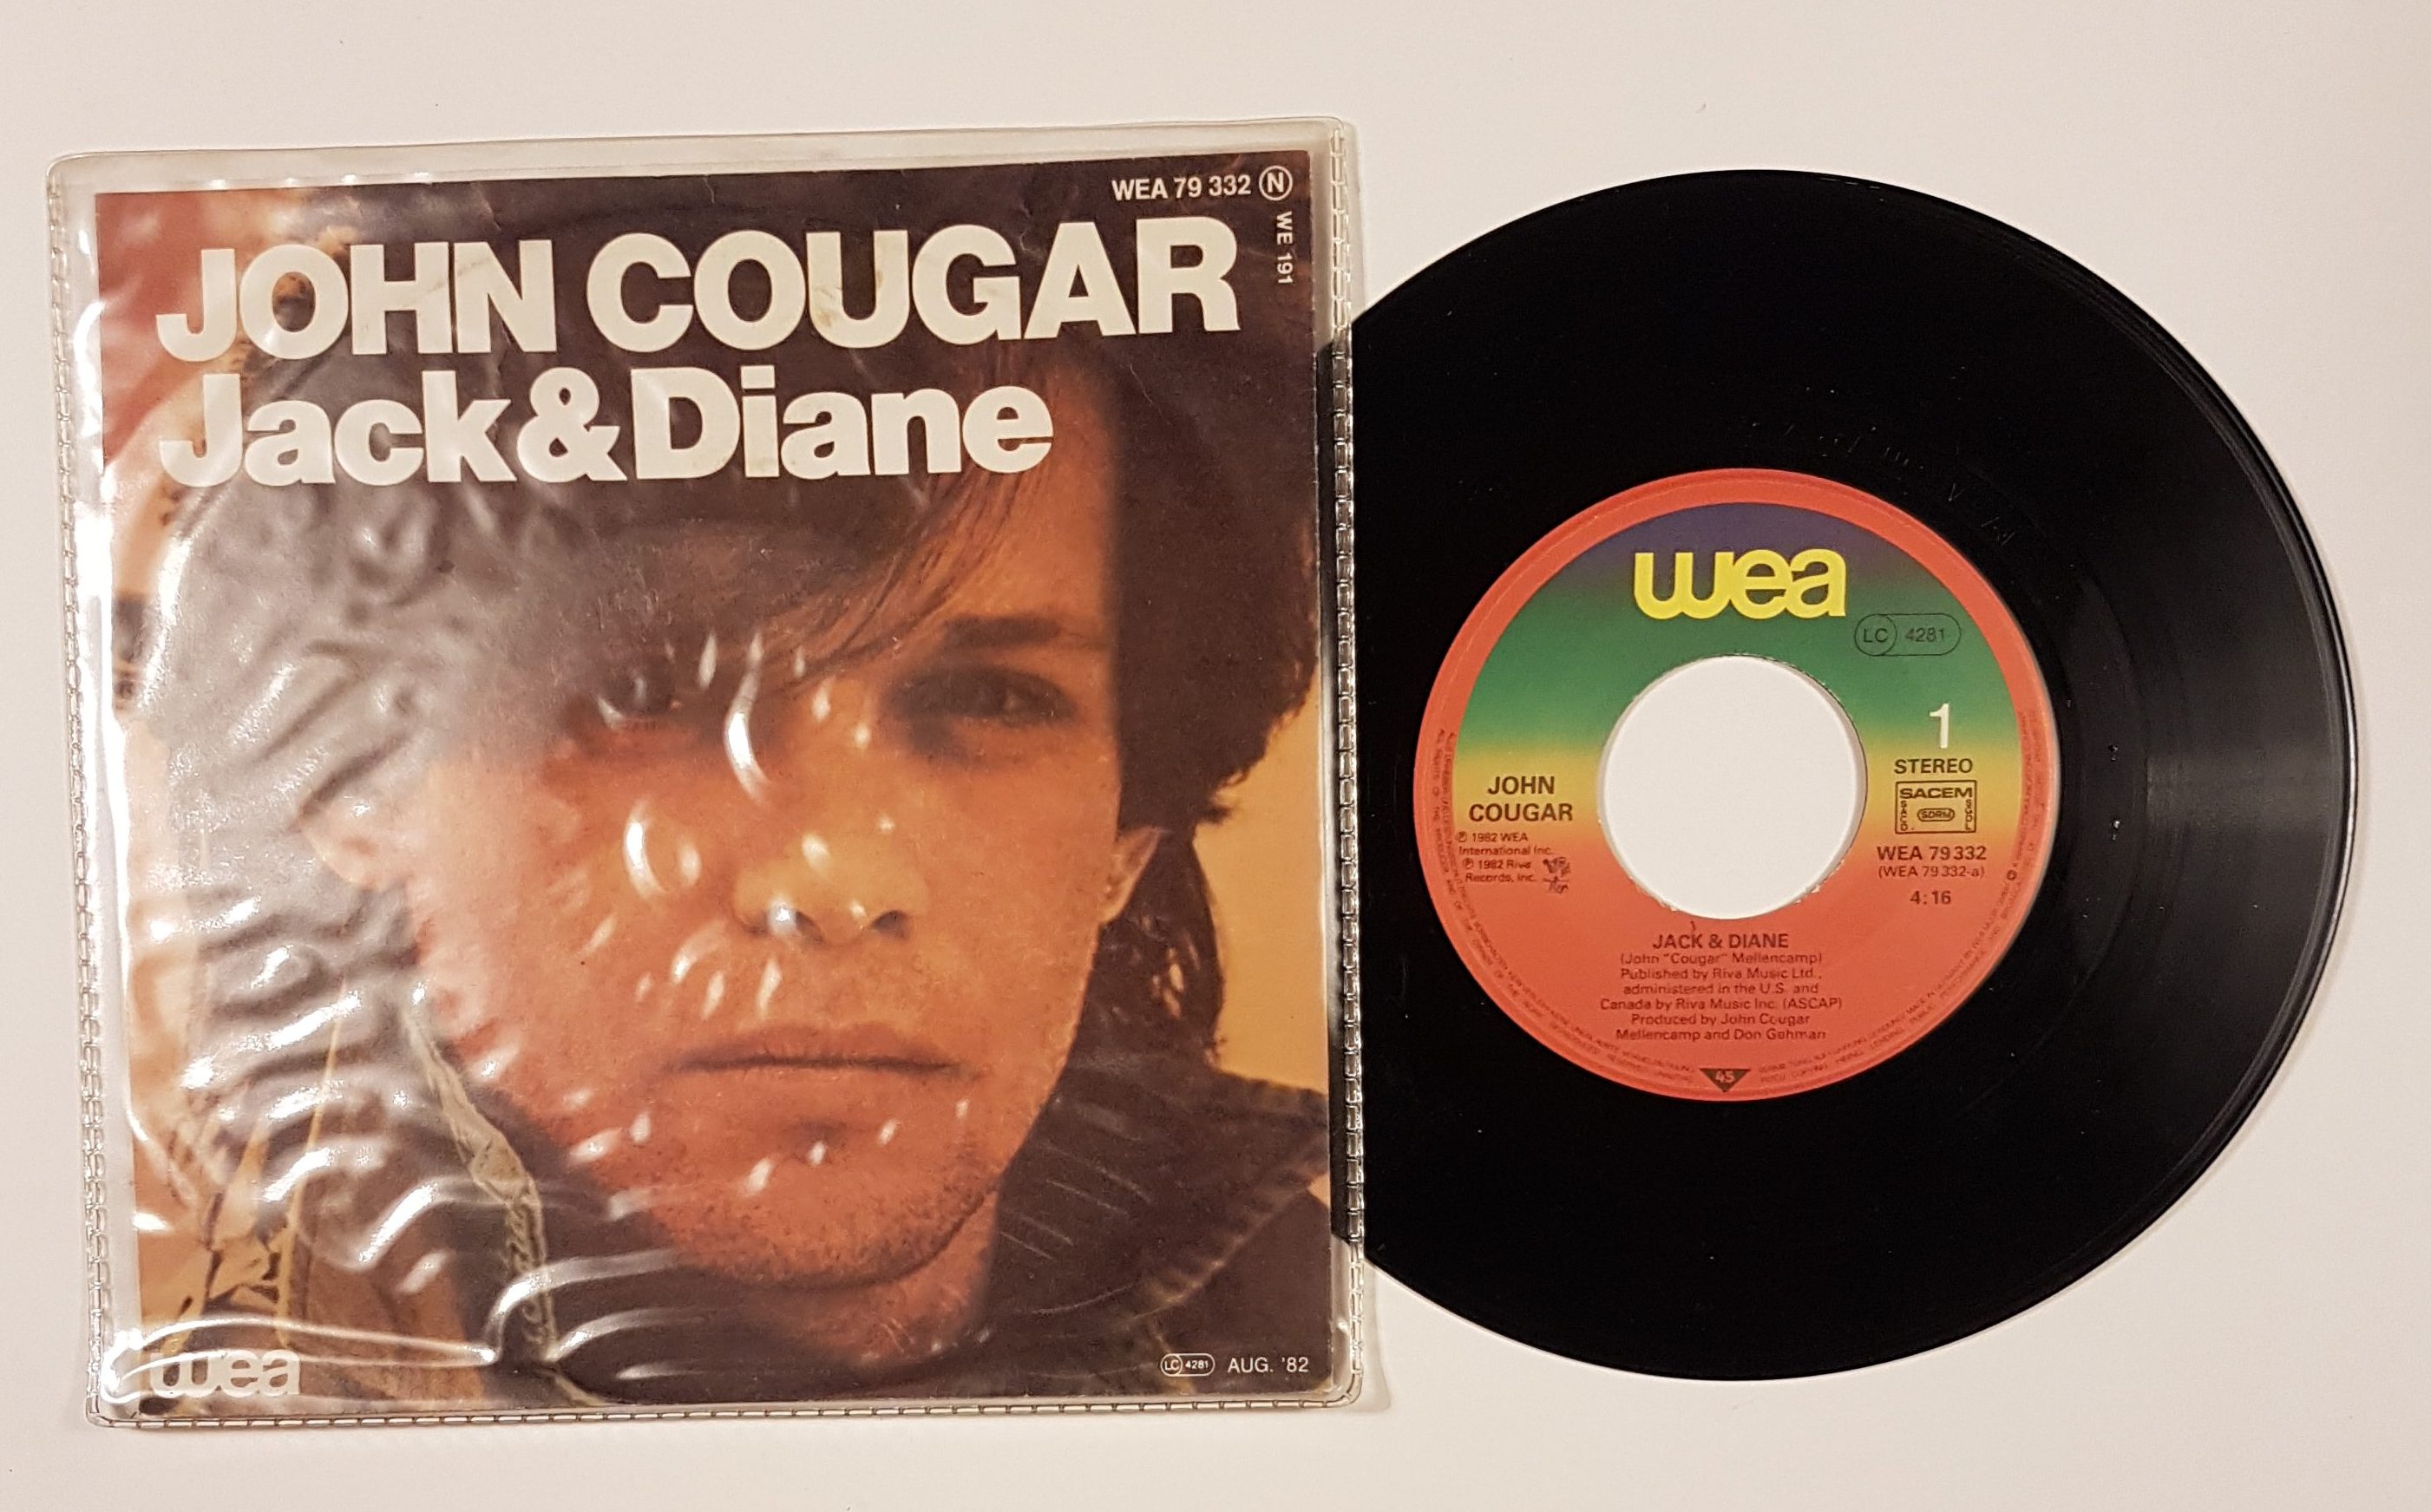 WEA 79 332 N
WE 191
JOHN COUGAR
Jack & Diane
wea
LC 4281 AUG. '82
wea
LC 4281
1
STEREO
SACEM
SACD SDRM SGDL
WEA 79 332
(WEA 79 332-a)
4:16
JOHN
COUGAR
℗ 1982 WEA
International Inc.
℗ 1982 Riva
Records, Inc.
JACK & DIANE
(John "Cougar" Mellencamp)
Published by Riva Music Ltd.,
administered in the U.S. and
Canada by Riva Music Inc. (ASCAP)
Produced by John Cougar
Mellencamp and Don Gehman
45